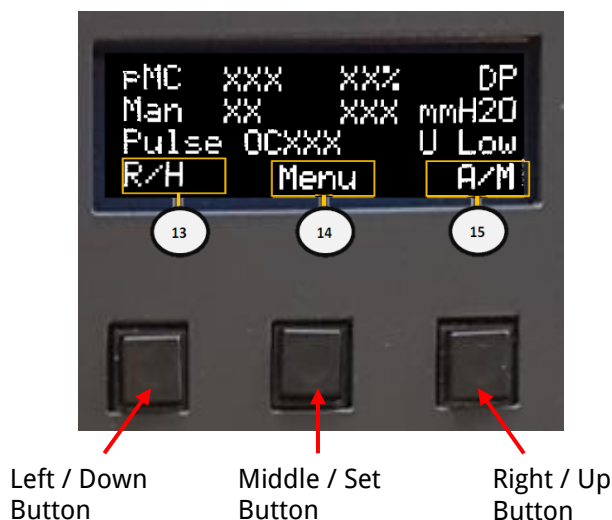 pMC XXX XX% DP
Man XX XXX mmH2O
Pulse OCXXX U Low
R/H Menu A/M
13 14 15
Left / Down Button
Middle / Set Button
Right / Up Button